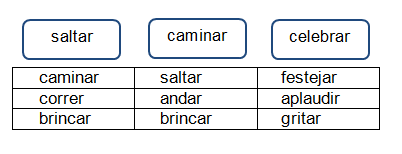 saltar caminar celebrar
caminar saltar festejar
correr andar aplaudir
brincar brincar gritar